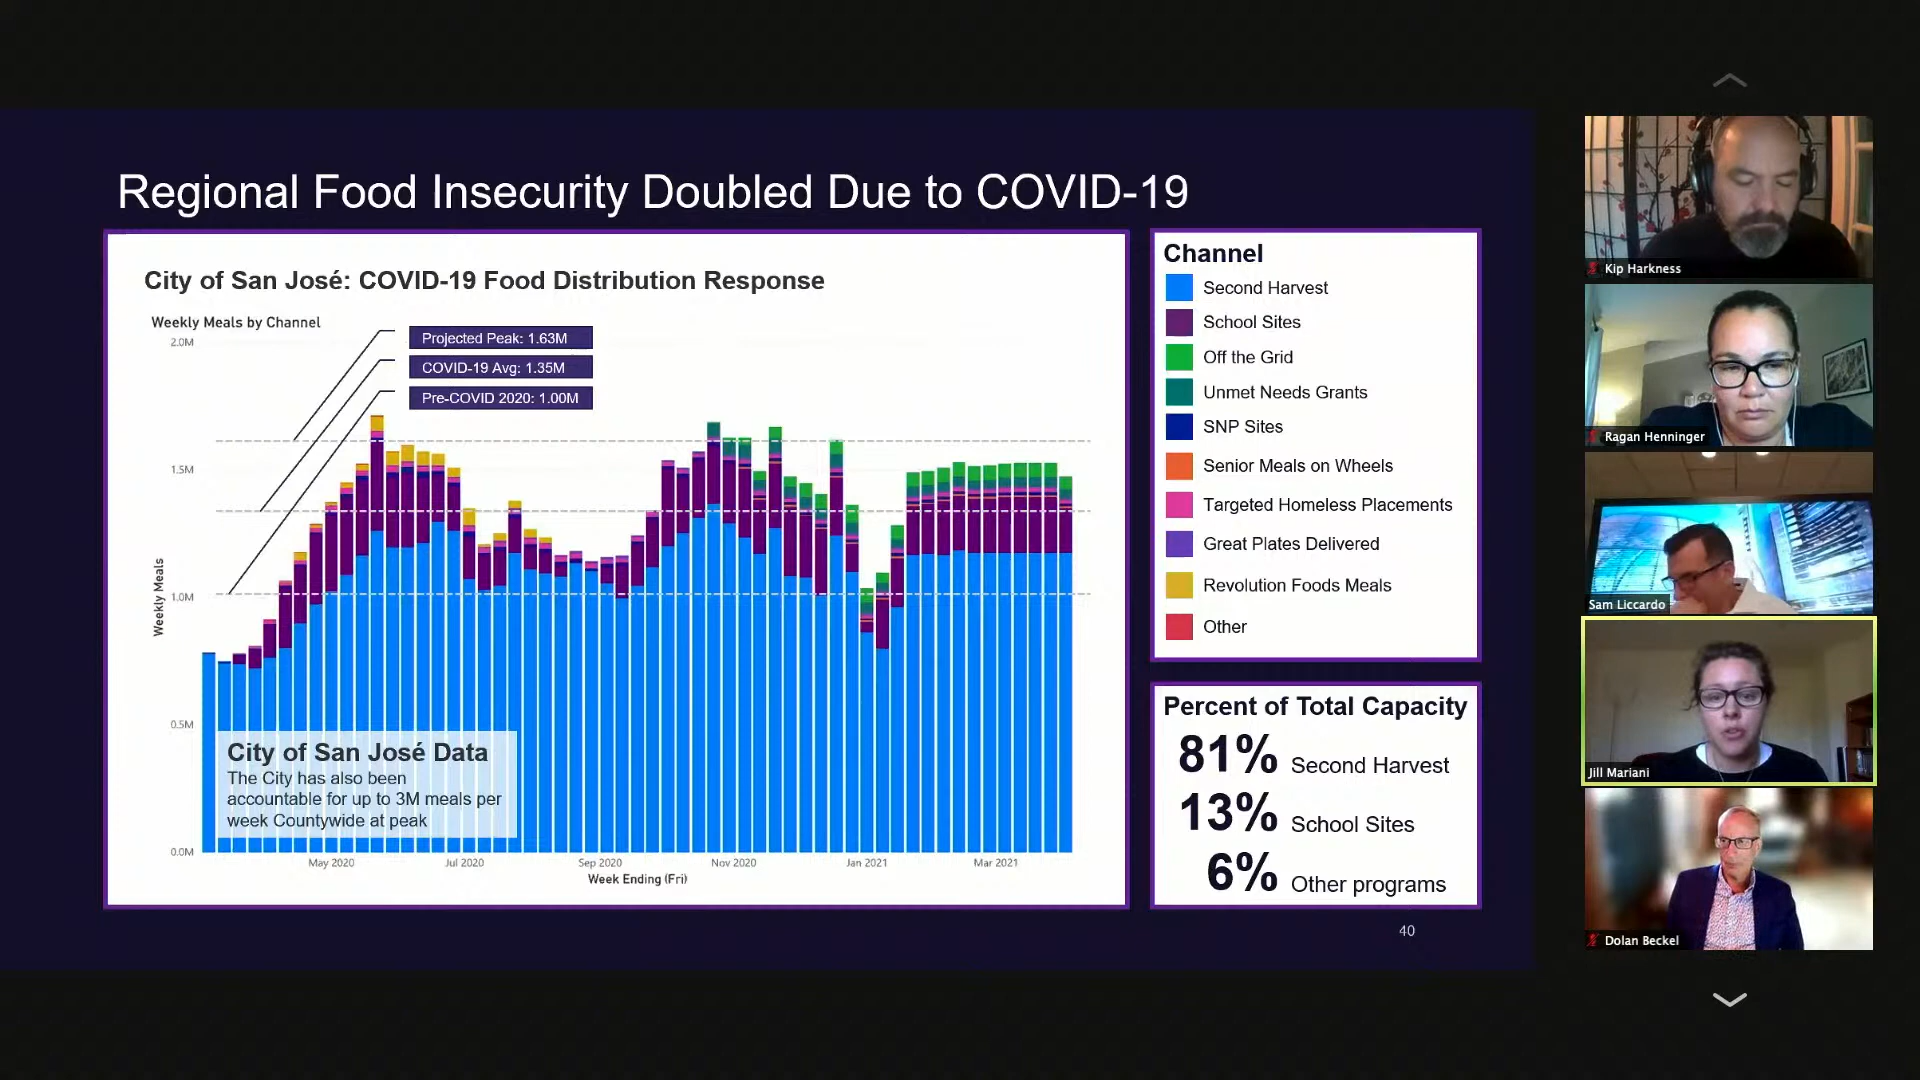 Regional Food Insecurity Doubled Due to COVID-19
City of San José: COVID-19 Food Distribution Response
Weekly Meals by Channel
Projected Peak: 1.63M
COVID-19 Avg: 1.35M
Pre-COVID 2020: 1.00M
2.0M
1.5M
1.0M
0.5M
0.0M
Weekly Meals
City of San José Data
The City has also been
accountable for up to 3M meals per
week Countywide at peak
May 2020
Jul 2020
Sep 2020
Nov 2020
Jan 2021
Mar 2021
Week Ending (Fri)
Channel
Second Harvest
School Sites
Off the Grid
Unmet Needs Grants
SNP Sites
Senior Meals on Wheels
Targeted Homeless Placements
Great Plates Delivered
Revolution Foods Meals
Other
Percent of Total Capacity
81% Second Harvest
13% School Sites
6% Other programs
40
Kip Harkness
Ragan Henninger
Sam Liccardo
Jill Mariani
Dolan Beckel